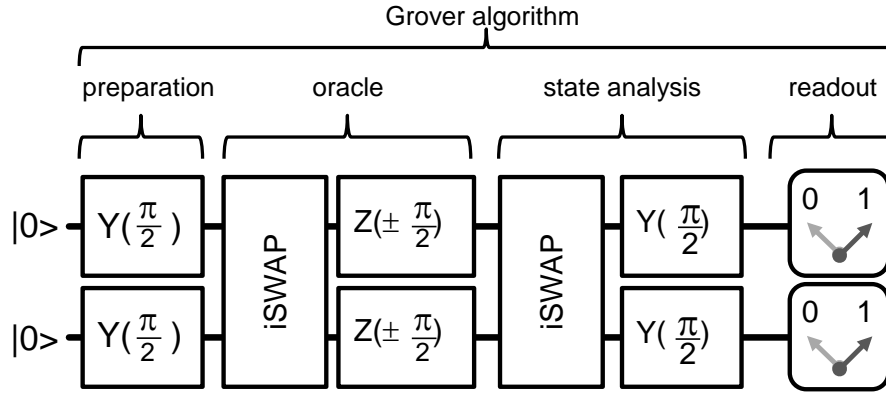 Grover algorithm
preparation oracle state analysis readout
|0> Y(π/2) iSWAP Z(± π/2) iSWAP Y(π/2) 0 1
|0> Y(π/2) Z(± π/2) Y(π/2) 0 1